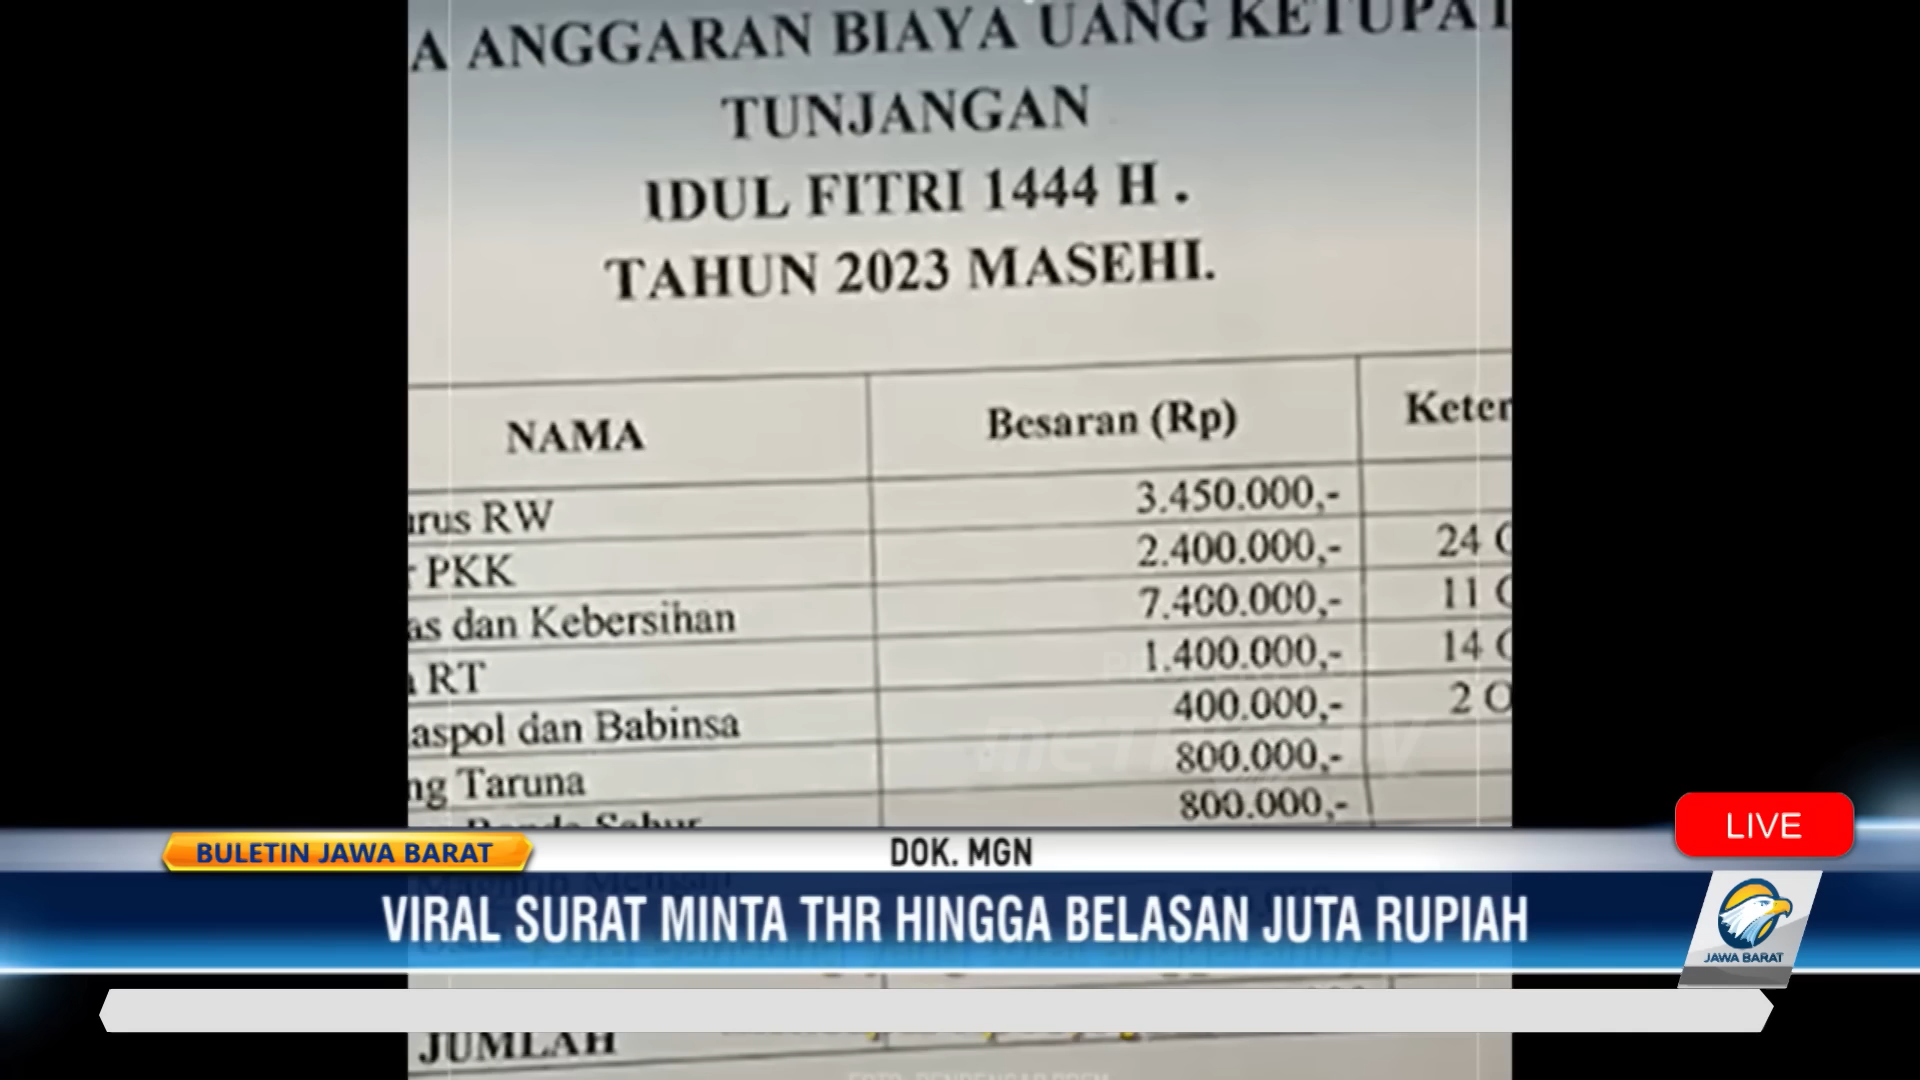 A ANGGARAN BIAYA UANG KETUPAT
TUNJANGAN
IDUL FITRI 1444 H .
TAHUN 2023 MASEHI.
NAMA Besaran (Rp) Keter
urus RW 3.450.000,-
r PKK 2.400.000,- 24 O
as dan Kebersihan 7.400.000,- 11 O
a RT 1.400.000,- 14 O
aspol dan Babinsa 400.000,- 2 O
ng Taruna 800.000,-
Ronda Sahur 800.000,-
LIVE
BULETIN JAWA BARAT
DOK. MGN
VIRAL SURAT MINTA THR HINGGA BELASAN JUTA RUPIAH
JAWA BARAT
JUMLAH